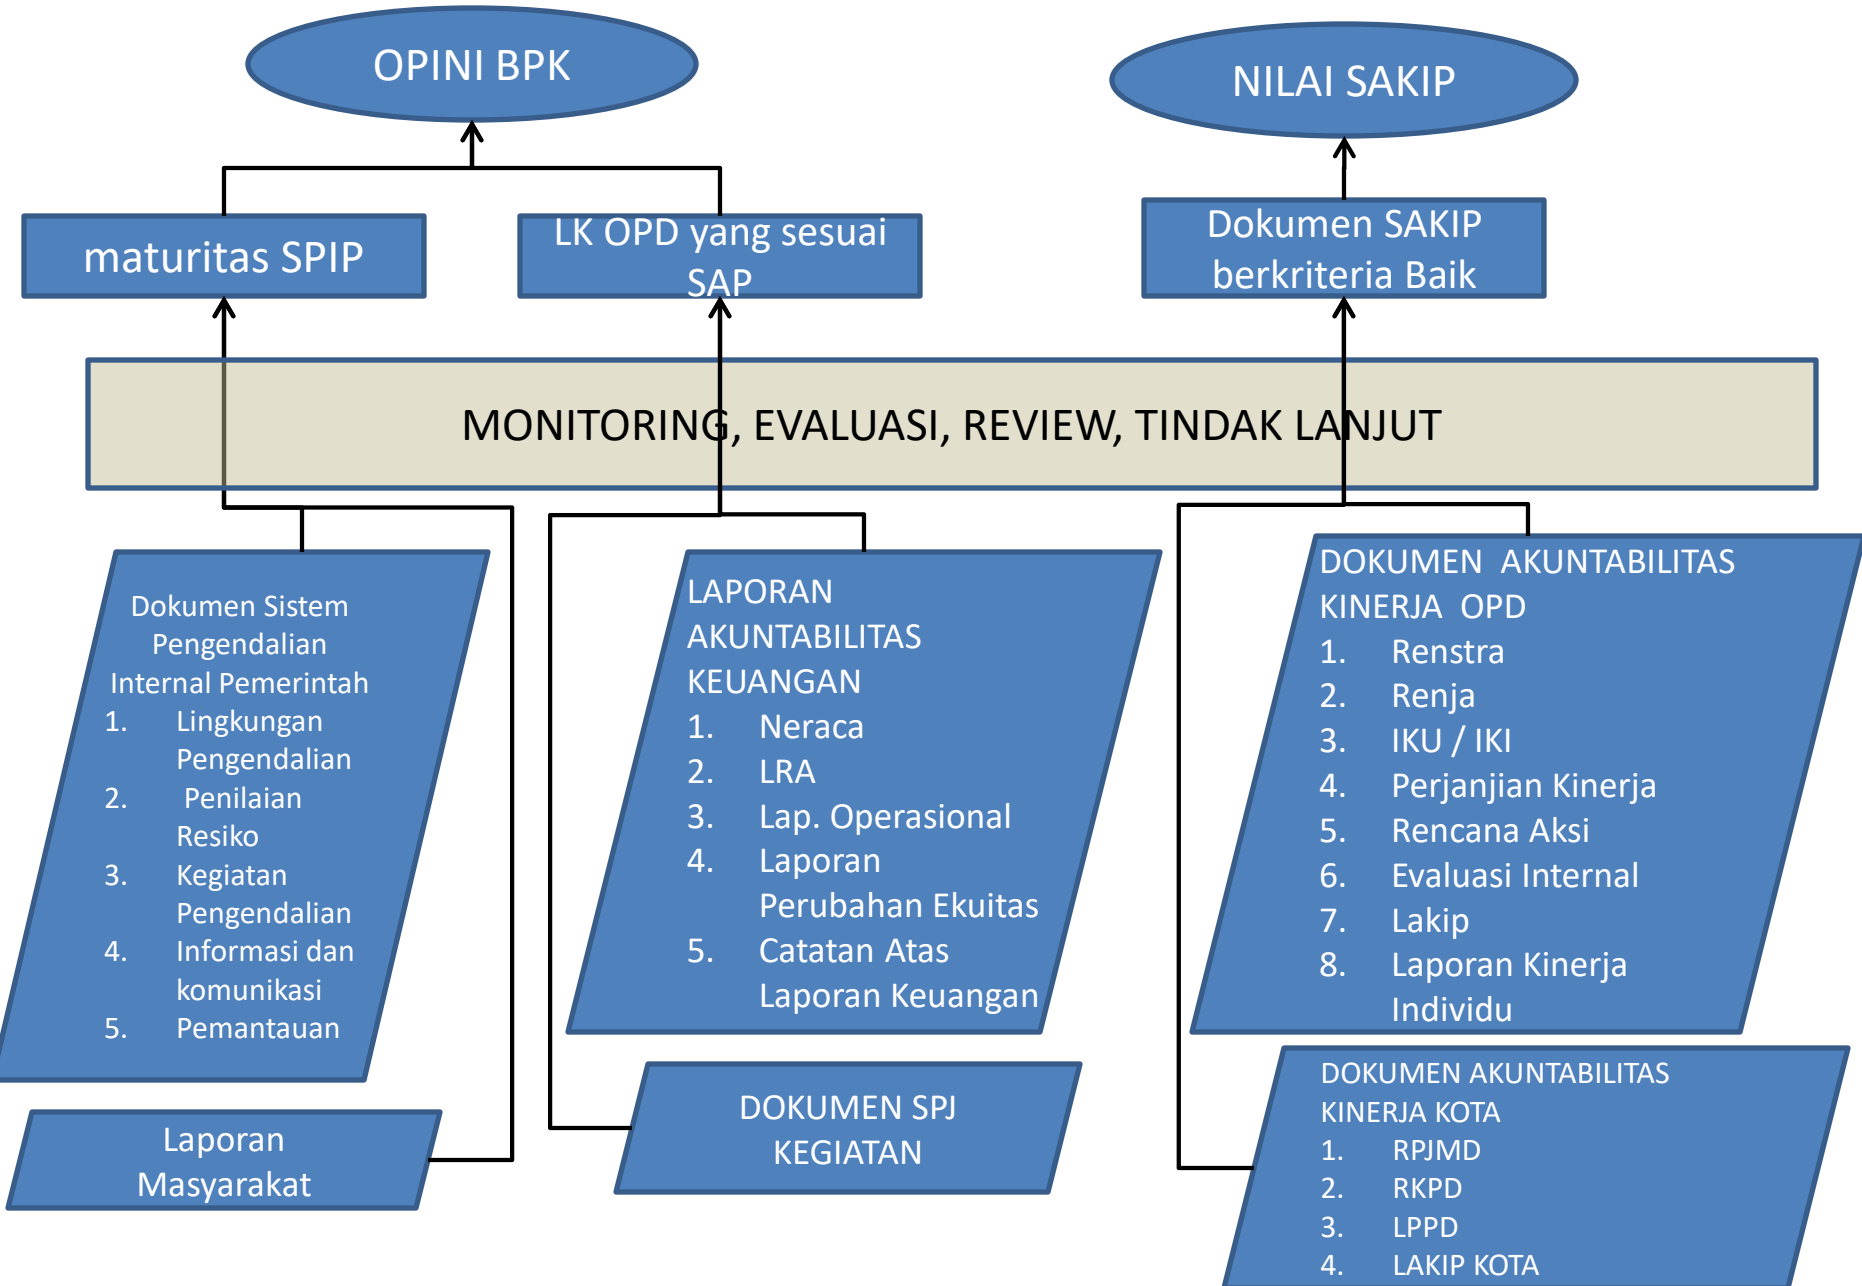 OPINI BPK
NILAI SAKIP
maturitas SPIP
LK OPD yang sesuai
SAP
Dokumen SAKIP
berkriteria Baik
MONITORING, EVALUASI, REVIEW, TINDAK LANJUT
Dokumen Sistem
Pengendalian
Internal Pemerintah
1. Lingkungan
Pengendalian
2. Penilaian
Resiko
3. Kegiatan
Pengendalian
4. Informasi dan
komunikasi
5. Pemantauan
Laporan
Masyarakat
LAPORAN
AKUNTABILITAS
KEUANGAN
1. Neraca
2. LRA
3. Lap. Operasional
4. Laporan
Perubahan Ekuitas
5. Catatan Atas
Laporan Keuangan
DOKUMEN SPJ
KEGIATAN
DOKUMEN AKUNTABILITAS
KINERJA OPD
1. Renstra
2. Renja
3. IKU / IKI
4. Perjanjian Kinerja
5. Rencana Aksi
6. Evaluasi Internal
7. Lakip
8. Laporan Kinerja
Individu
DOKUMEN AKUNTABILITAS
KINERJA KOTA
1. RPJMD
2. RKPD
3. LPPD
4. LAKIP KOTA